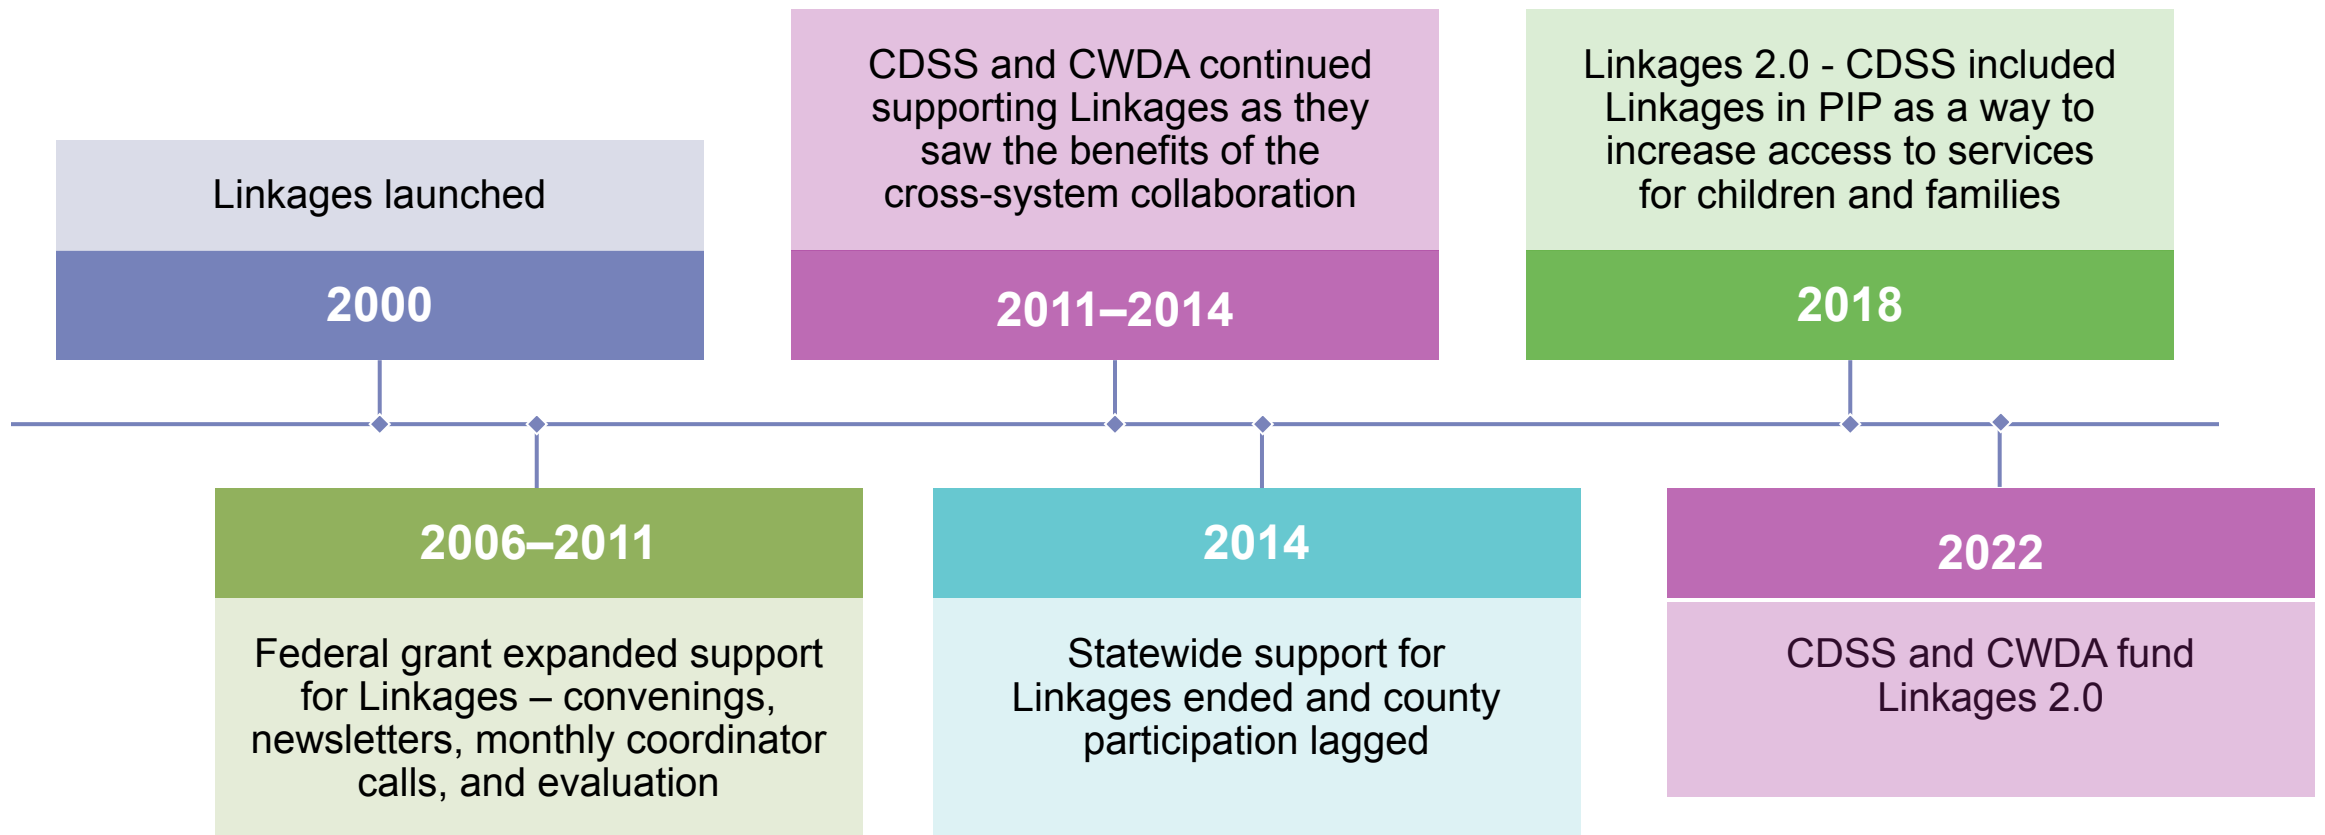 Linkages launched
2000
2006–2011
Federal grant expanded support
for Linkages – convenings,
newsletters, monthly coordinator
calls, and evaluation
CDSS and CWDA continued
supporting Linkages as they
saw the benefits of the
cross-system collaboration
2011–2014
2014
Statewide support for
Linkages ended and county
participation lagged
Linkages 2.0 - CDSS included
Linkages in PIP as a way to
increase access to services
for children and families
2018
2022
CDSS and CWDA fund
Linkages 2.0